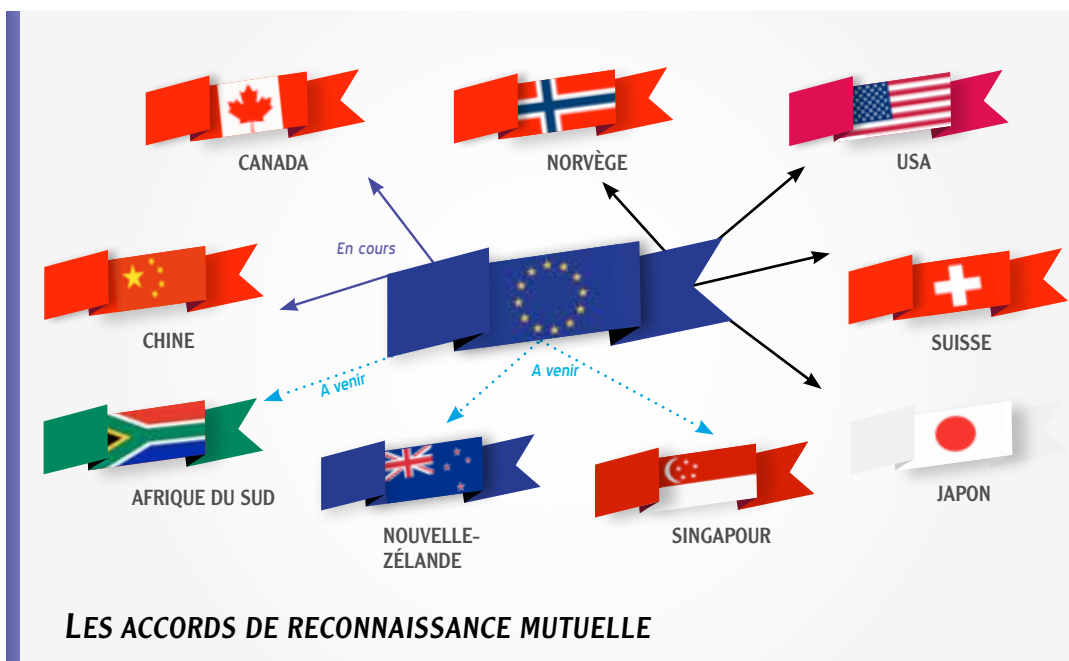 CANADA
NORVÈGE
USA
En cours
CHINE
SUISSE
A venir
A venir
AFRIQUE DU SUD
NOUVELLE-
ZÉLANDE
SINGAPOUR
JAPON
LES ACCORDS DE RECONNAISSANCE MUTUELLE